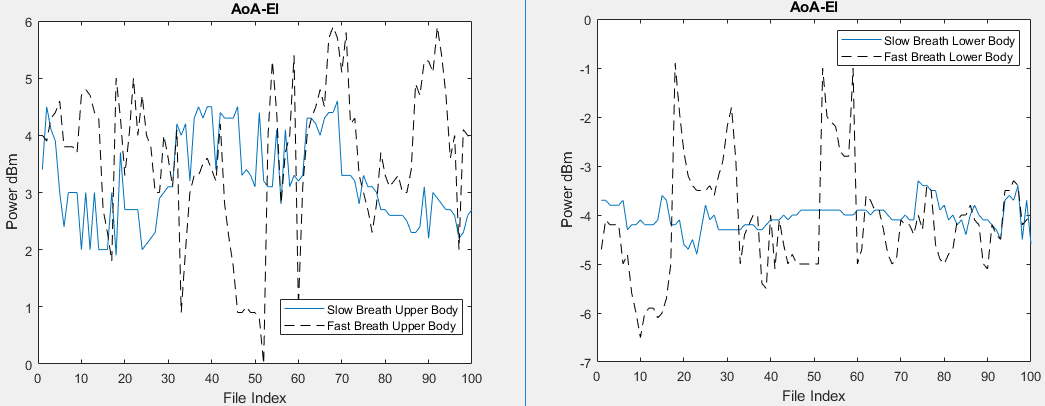 AoA-El
Power dBm
6
5
4
3
2
1
0
Slow Breath Upper Body
Fast Breath Upper Body
0 10 20 30 40 50 60 70 80 90 100
File Index
AoA-El
Power dBm
0
-1
-2
-3
-4
-5
-6
-7
Slow Breath Lower Body
Fast Breath Lower Body
0 10 20 30 40 50 60 70 80 90 100
File Index